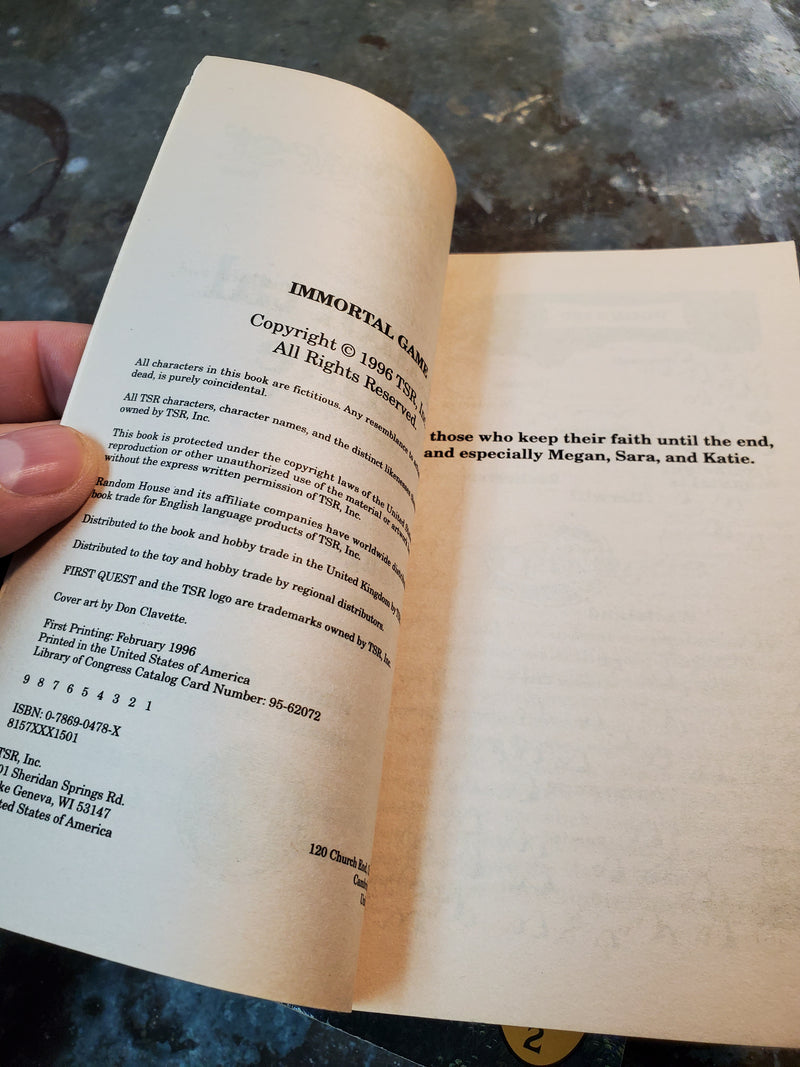 IMMORTAL GAME
Copyright © 1996 TSR, Inc.
All Rights Reserved.
All characters in this book are fictitious. Any resemblance to
dead, is purely coincidental.
All TSR characters, character names, and the distinct likenesses
owned by TSR, Inc.
This book is protected under the copyright laws of the United
reproduction or other unauthorized use of the material or artwork
without the express written permission of TSR, Inc.
Random House and its affiliate companies have worldwide
book trade for English language products of TSR, Inc.
Distributed to the book and hobby trade in the United Kingdom by
Distributed to the toy and hobby trade by regional distributors.
FIRST QUEST and the TSR logo are trademarks owned by TSR, Inc.
Cover art by Don Clavette.
First Printing: February 1996
Printed in the United States of America
Library of Congress Catalog Card Number: 95-62072
9 8 7 6 5 4 3 2 1
ISBN: 0-7869-0478-X
8157XXX1501
TSR, Inc.
01 Sheridan Springs Rd.
ke Geneva, WI 53147
ted States of America
120 Church End,
those who keep their faith until the end,
and especially Megan, Sara, and Katie.
2